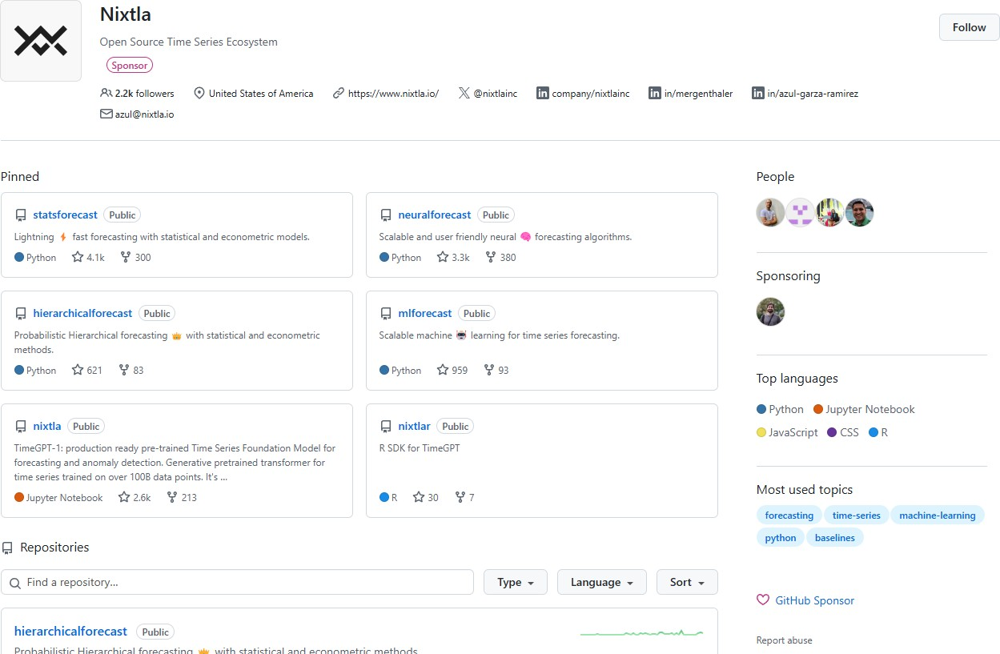 Nixtla
Follow
Open Source Time Series Ecosystem
Sponsor
2.2k followers United States of America https://www.nixtla.io/ @nixtlainc company/nixtlainc in/mergenthaler in/azul-garza-ramirez
azul@nixtla.io
Pinned
statsforecast Public
Lightning ⚡ fast forecasting with statistical and econometric models.
Python 4.1k 300
neuralforecast Public
Scalable and user friendly neural 🧠 forecasting algorithms.
Python 3.3k 380
hierarchicalforecast Public
Probabilistic Hierarchical forecasting 👑 with statistical and econometric
methods.
Python 621 83
mlforecast Public
Scalable machine 🤖 learning for time series forecasting.
Python 959 93
nixtla Public
TimeGPT-1: production ready pre-trained Time Series Foundation Model for
forecasting and anomaly detection. Generative pretrained transformer for
time series trained on over 100B data points. It's ...
Jupyter Notebook 2.6k 213
nixtlar Public
R SDK for TimeGPT
R 30 7
Repositories
Find a repository...
Type Language Sort
hierarchicalforecast Public
Probabilistic Hierarchical forecasting 👑 with statistical and econometric methods.
People
Sponsoring
Top languages
Python Jupyter Notebook
JavaScript CSS R
Most used topics
forecasting time-series machine-learning
python baselines
GitHub Sponsor
Report abuse